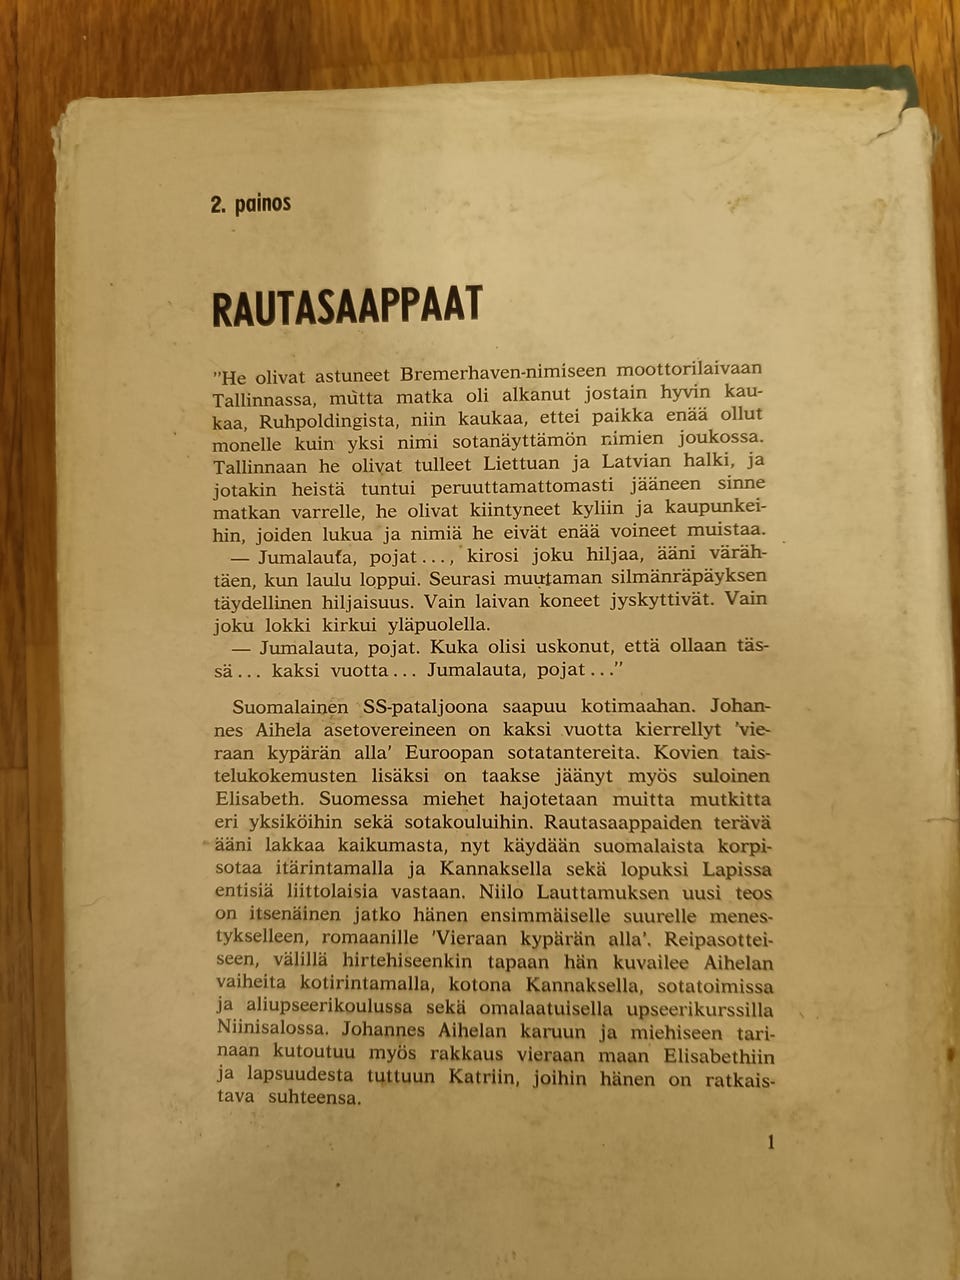 2. painos
RAUTASAAPPAAT
"He olivat astuneet Bremerhaven-nimiseen moottorilaivaan
Tallinnassa, mutta matka oli alkanut jostain hyvin kau-
kaa, Ruhpoldingista, niin kaukaa, ettei paikka enää ollut
monelle kuin yksi nimi sotanäyttämön nimien joukossa.
Tallinnaan he olivat tulleet Liettuan ja Latvian halki, ja
jotakin heistä tuntui peruuttamattomasti jääneen sinne
matkan varrelle, he olivat kiintyneet kyliin ja kaupunkei-
hin, joiden lukua ja nimiä he eivät enää voineet muistaa.
— Jumalauta, pojat..., kirosi joku hiljaa, ääni väräh-
täen, kun laulu loppui. Seurasi muutaman silmänräpäyksen
täydellinen hiljaisuus. Vain laivan koneet jyskyttivät. Vain
joku lokki kirkui yläpuolella.
— Jumalauta, pojat. Kuka olisi uskonut, että ollaan täs-
sä... kaksi vuotta... Jumalauta, pojat..."
Suomalainen SS-pataljoona saapuu kotimaahan. Johan-
nes Aihela asetovereineen on kaksi vuotta kierrellyt 'vie-
raan kypärän alla' Euroopan sotatantereita. Kovien tais-
telukokemusten lisäksi on taakse jäänyt myös suloinen
Elisabeth. Suomessa miehet hajotetaan muitta mutkitta
eri yksiköihin sekä sotakouluihin. Rautasaappaiden terävä
ääni lakkaa kaikumasta, nyt käydään suomalaista korpi-
sotaa itärintamalla ja Kannaksella sekä lopuksi Lapissa
entisiä liittolaisia vastaan. Niilo Lauttamuksen uusi teos
on itsenäinen jatko hänen ensimmäiselle suurelle menes-
tykselleen, romaanille 'Vieraan kypärän alla'. Reipasottei-
seen, välillä hirtehiseenkin tapaan hän kuvailee Aihelan
vaiheita kotirintamalla, kotona Kannaksella, sotatoimissa
ja aliupseerikoulussa sekä omalaatuisella upseerikurssilla
Niinisalossa. Johannes Aihelan karuun ja miehiseen tari-
naan kutoutuu myös rakkaus vieraan maan Elisabethiin
ja lapsuudesta tuttuun Katriin, joihin hänen on ratkais-
tava suhteensa.
1